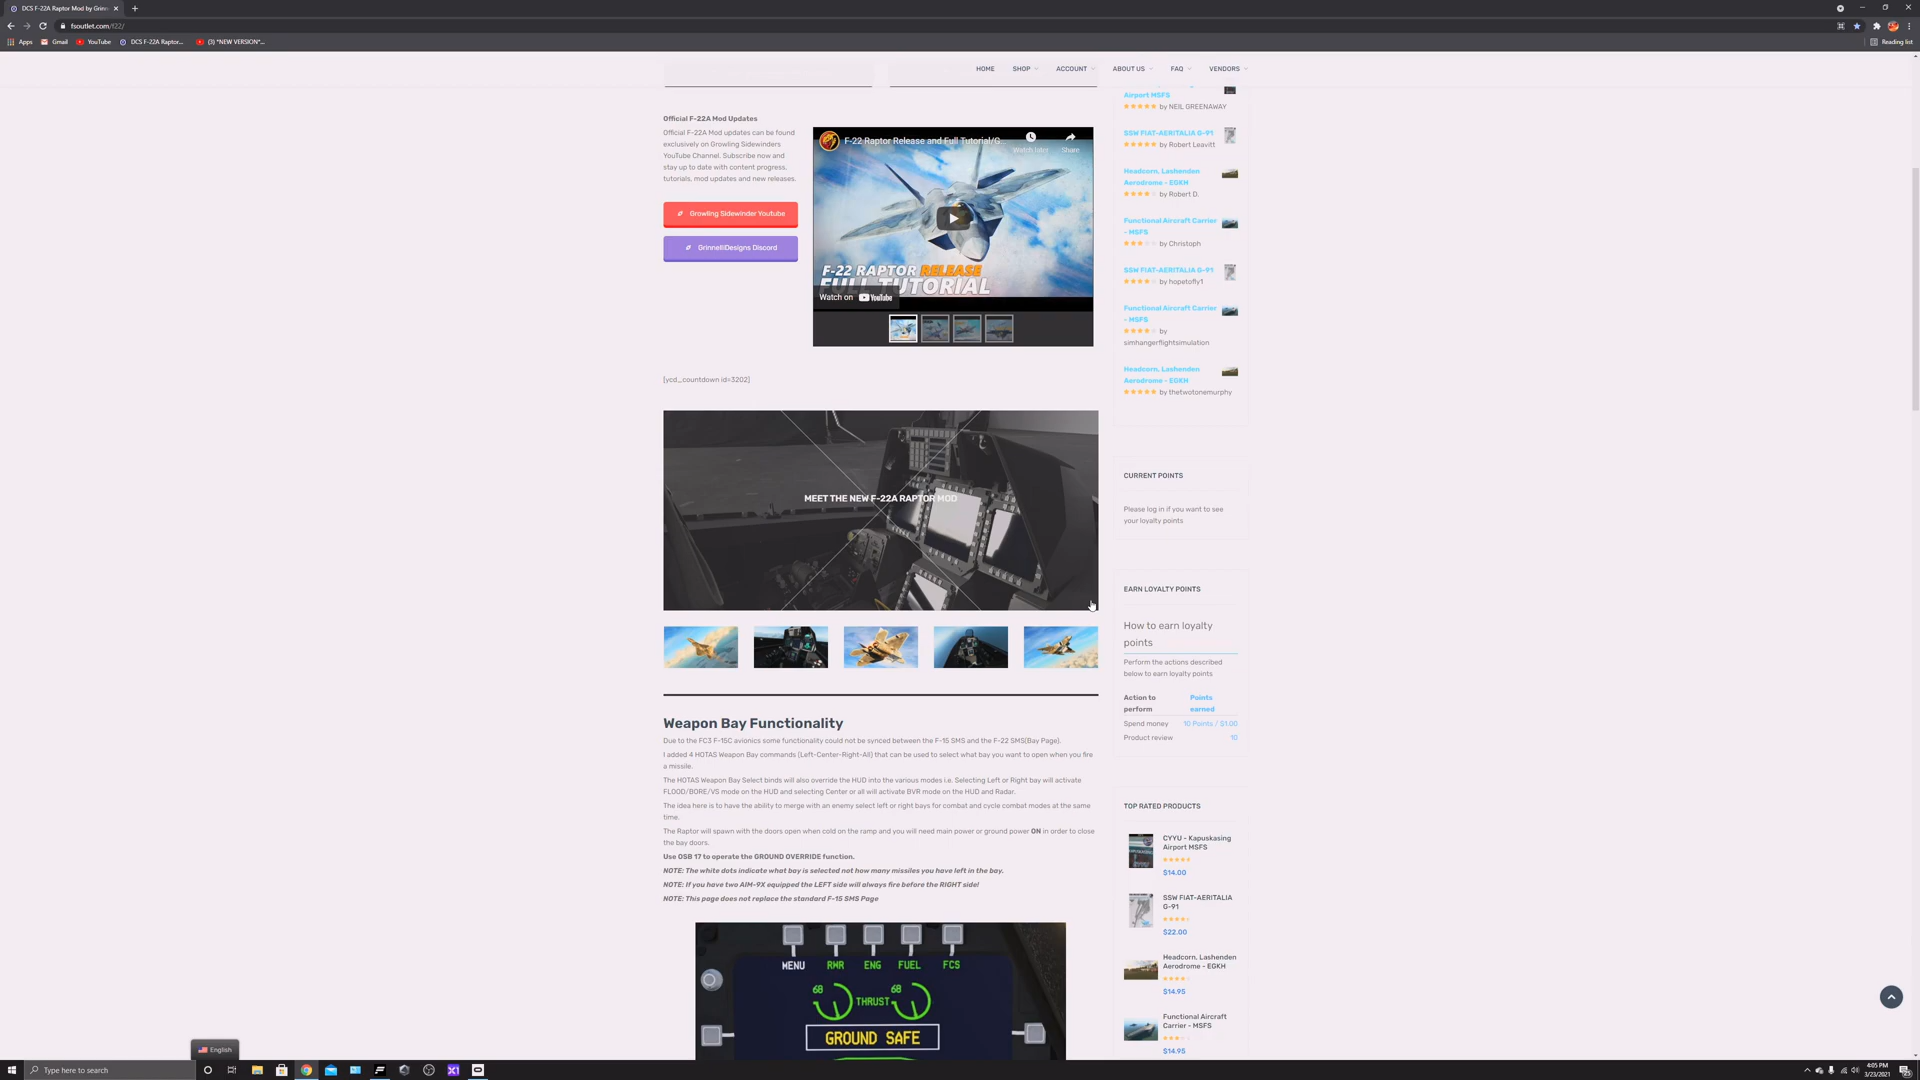 DCS F-22A Raptor Mod by Grinn
fsoutlet.com/f22/
Apps
Gmail
YouTube
DCS F-22A Raptor...
(3) *NEW VERSION*...
Reading list
HOME
SHOP
ACCOUNT
ABOUT US
FAQ
VENDORS
Official F-22A Mod Updates
Official F-22A Mod updates can be found
exclusively on Growling Sidewinders
YouTube Channel. Subscribe now and
stay up to date with content progress,
tutorials, mod updates and new releases.
Growling Sidewinder Youtube
GrinnelliDesigns Discord
F-22 Raptor Release and Full Tutorial/G...
Watch later
Share
F-22 RAPTOR RELEASE
FULL TUTORIAL
Watch on YouTube
[ycd_countdown id=3202]
MEET THE NEW F-22A RAPTOR MOD
Weapon Bay Functionality
Due to the FC3 F-15C avionics some functionality could not be synced between the F-15 SMS and the F-22 SMS(Bay Page).
I added 4 HOTAS Weapon Bay commands (Left-Center-Right-All) that can be used to select what bay you want to open when you fire
a missile.
The HOTAS Weapon Bay Select binds will also override the HUD into the various modes i.e. Selecting Left or Right bay will activate
FLOOD/BORE/VS mode on the HUD and selecting Center or all will activate BVR mode on the HUD and Radar.
The idea here is to have the ability to merge with an enemy select left or right bays for combat and cycle combat modes at the same
time.
The Raptor will spawn with the doors open when cold on the ramp and you will need main power or ground power ON in order to close
the bay doors.
Use OSB 17 to operate the GROUND OVERRIDE function.
NOTE: The white dots indicate what bay is selected not how many missiles you have left in the bay.
NOTE: If you have two AIM-9X equipped the LEFT side will always fire before the RIGHT side!
NOTE: This page does not replace the standard F-15 SMS Page
MENU
RWR
ENG
FUEL
FCS
68
THRUST
68
GROUND SAFE
Airport MSFS
by NEIL GREENAWAY
SSW FIAT-AERITALIA G-91
by Robert Leavitt
Headcorn, Lashenden
Aerodrome - EGKH
by Robert D.
Functional Aircraft Carrier
- MSFS
by Christoph
SSW FIAT-AERITALIA G-91
by hopetofly1
Functional Aircraft Carrier
- MSFS
by
simhangerflightsimulation
Headcorn, Lashenden
Aerodrome - EGKH
by thetwotonemurphy
CURRENT POINTS
Please log in if you want to see
your loyalty points
EARN LOYALTY POINTS
How to earn loyalty
points
Perform the actions described
below to earn loyalty points
Action to
perform
Points
earned
Spend money
10 Points / $1.00
Product review
10
TOP RATED PRODUCTS
CYYU - Kapuskasing
Airport MSFS
$14.00
SSW FIAT-AERITALIA
G-91
$22.00
Headcorn, Lashenden
Aerodrome - EGKH
$14.95
Functional Aircraft
Carrier - MSFS
$14.95
English
Type here to search
4:05 PM
3/23/2021